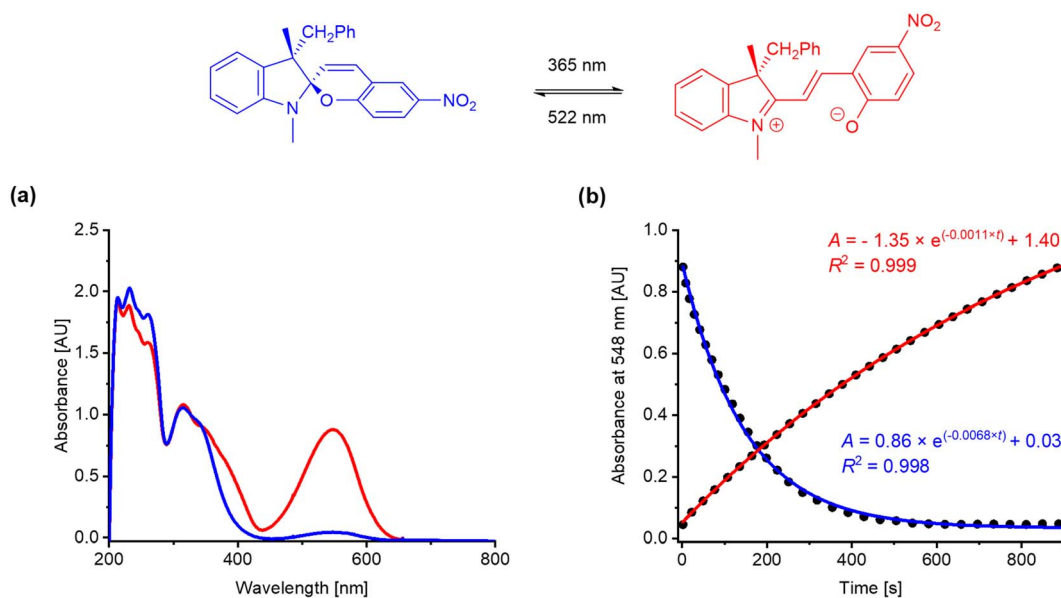 CH2Ph
N
O
NO2
365 nm
522 nm
CH2Ph
NO2
N
+
O
−
(a)
2.5
2.0
1.5
1.0
0.5
0.0
Absorbance [AU]
200
400
600
800
Wavelength [nm]
(b)
1.0
0.8
0.6
0.4
0.2
0.0
Absorbance at 548 nm [AU]
A = - 1.35 × e(-0.0011×t) + 1.40
R2 = 0.999
A = 0.86 × e(-0.0068×t) + 0.03
R2 = 0.998
0
200
400
600
800
Time [s]